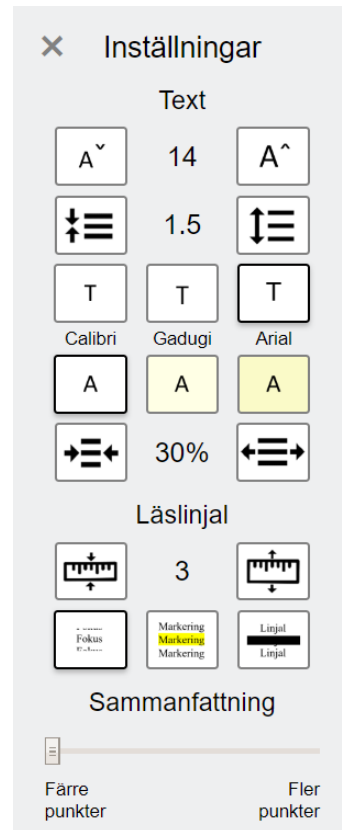 × Inställningar
Text
Aˇ 14 A^
1.5
T T T
Calibri Gadugi Arial
A A A
30%
Läslinjal
3
Fokus Markering Linjal
Markering
Markering Linjal
Sammanfattning
Färre Fler
punkter punkter